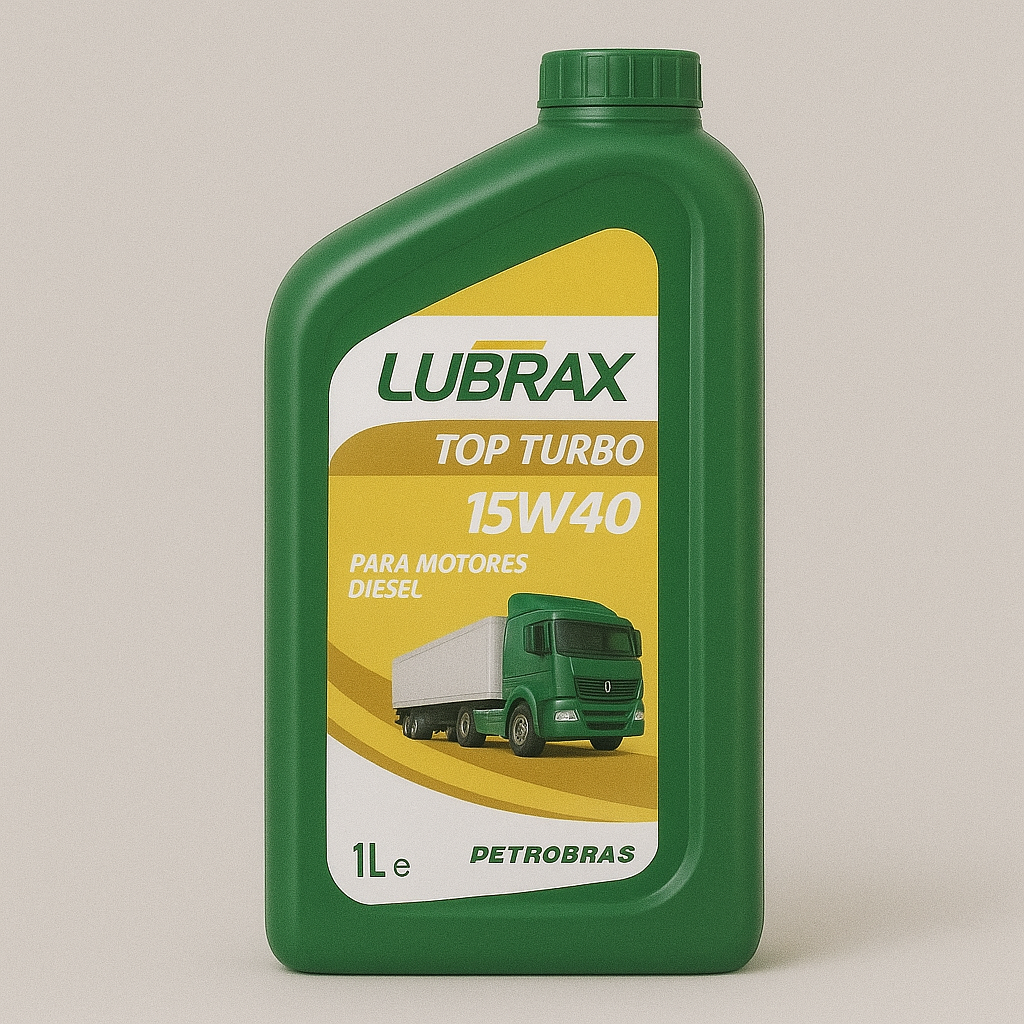 LUBRAX
TOP TURBO
15W40
PARA MOTORES
DIESEL
1L e
PETROBRAS